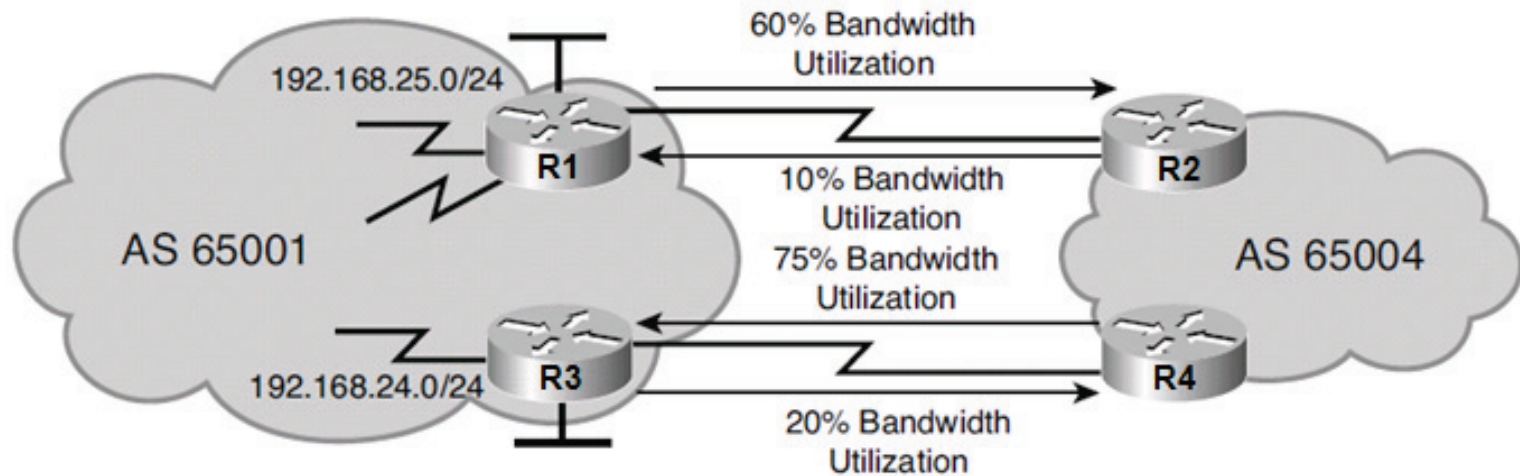 60% Bandwidth
Utilization
192.168.25.0/24
R1
R2
10% Bandwidth
Utilization
AS 65001
AS 65004
75% Bandwidth
Utilization
R3
R4
192.168.24.0/24
20% Bandwidth
Utilization